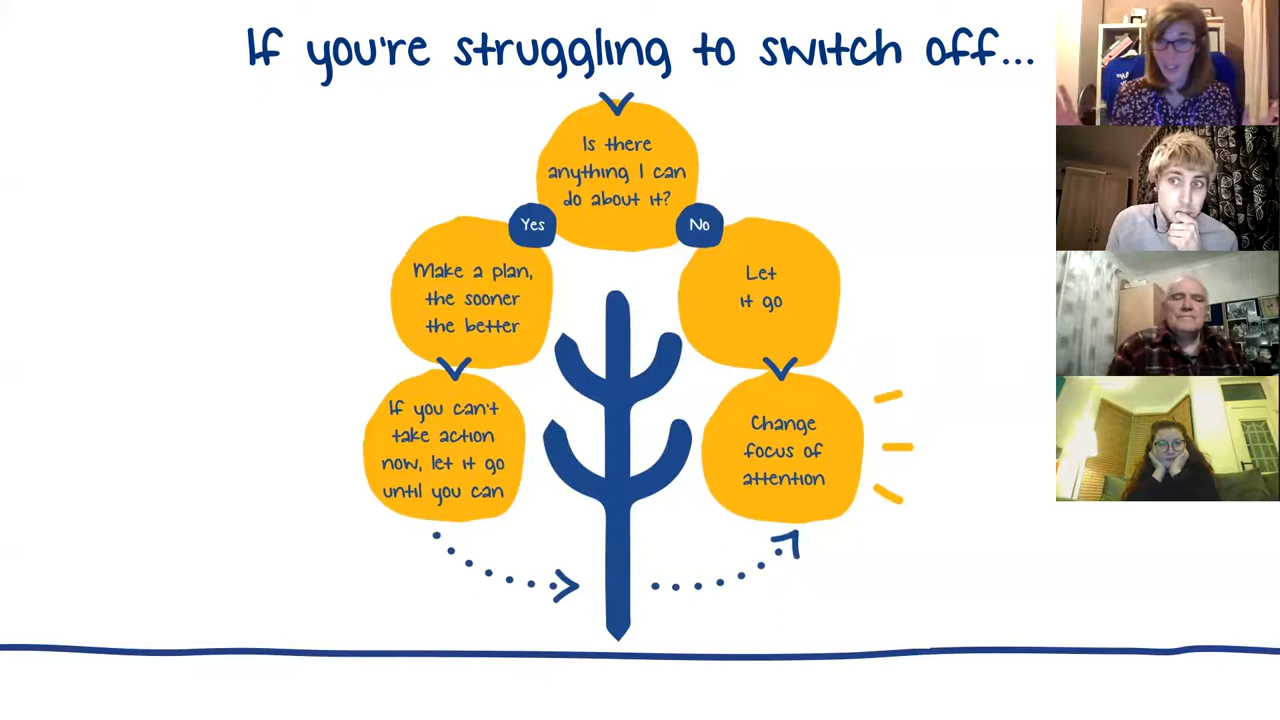 If you're struggling to switch off...
Is there
anything I can
do about it?
Yes
No
Make a plan,
the sooner
the better
Let
it go
If you can't
take action
now, let it go
until you can
Change
focus of
attention